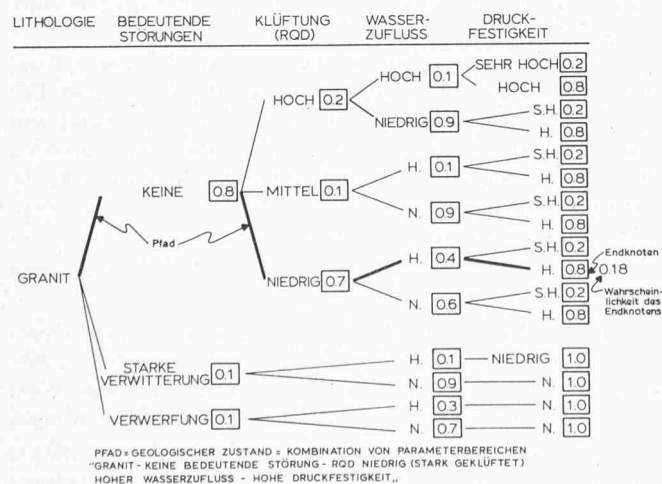 LITHOLOGIE BEDEUTENDE STÖRUNGEN KLÜFTUNG (RQD) WASSER- ZUFLUSS DRUCK- FESTIGKEIT
SEHR HOCH 0.2
HOCH 0.1
HOCH 0.8
HOCH 0.2
S.H. 0.2
NIEDRIG 0.9
H. 0.8
S.H. 0.2
H. 0.1
H. 0.8
KEINE 0.8 MITTEL 0.1
S.H. 0.2
N. 0.9
H. 0.8
Pfad
S.H. 0.2
Endknoten
H. 0.4
H. 0.8 0.18
GRANIT
NIEDRIG 0.7
S.H. 0.2
Wahrschein-
lichkeit des
Endknotens
N. 0.6
H. 0.8
H. 0.1 NIEDRIG 1.0
STARKE
VERWITTERUNG 0.1
N. 0.9 N. 1.0
H. 0.3 N. 1.0
VERWERFUNG 0.1
N. 0.7 N. 1.0
PFAD = GEOLOGISCHER ZUSTAND = KOMBINATION VON PARAMETERBEREICHEN
"GRANIT - KEINE BEDEUTENDE STÖRUNG - RQD NIEDRIG (STARK GEKLÜFTET)
HOHER WASSERZUFLUSS - HOHE DRUCKFESTIGKEIT„